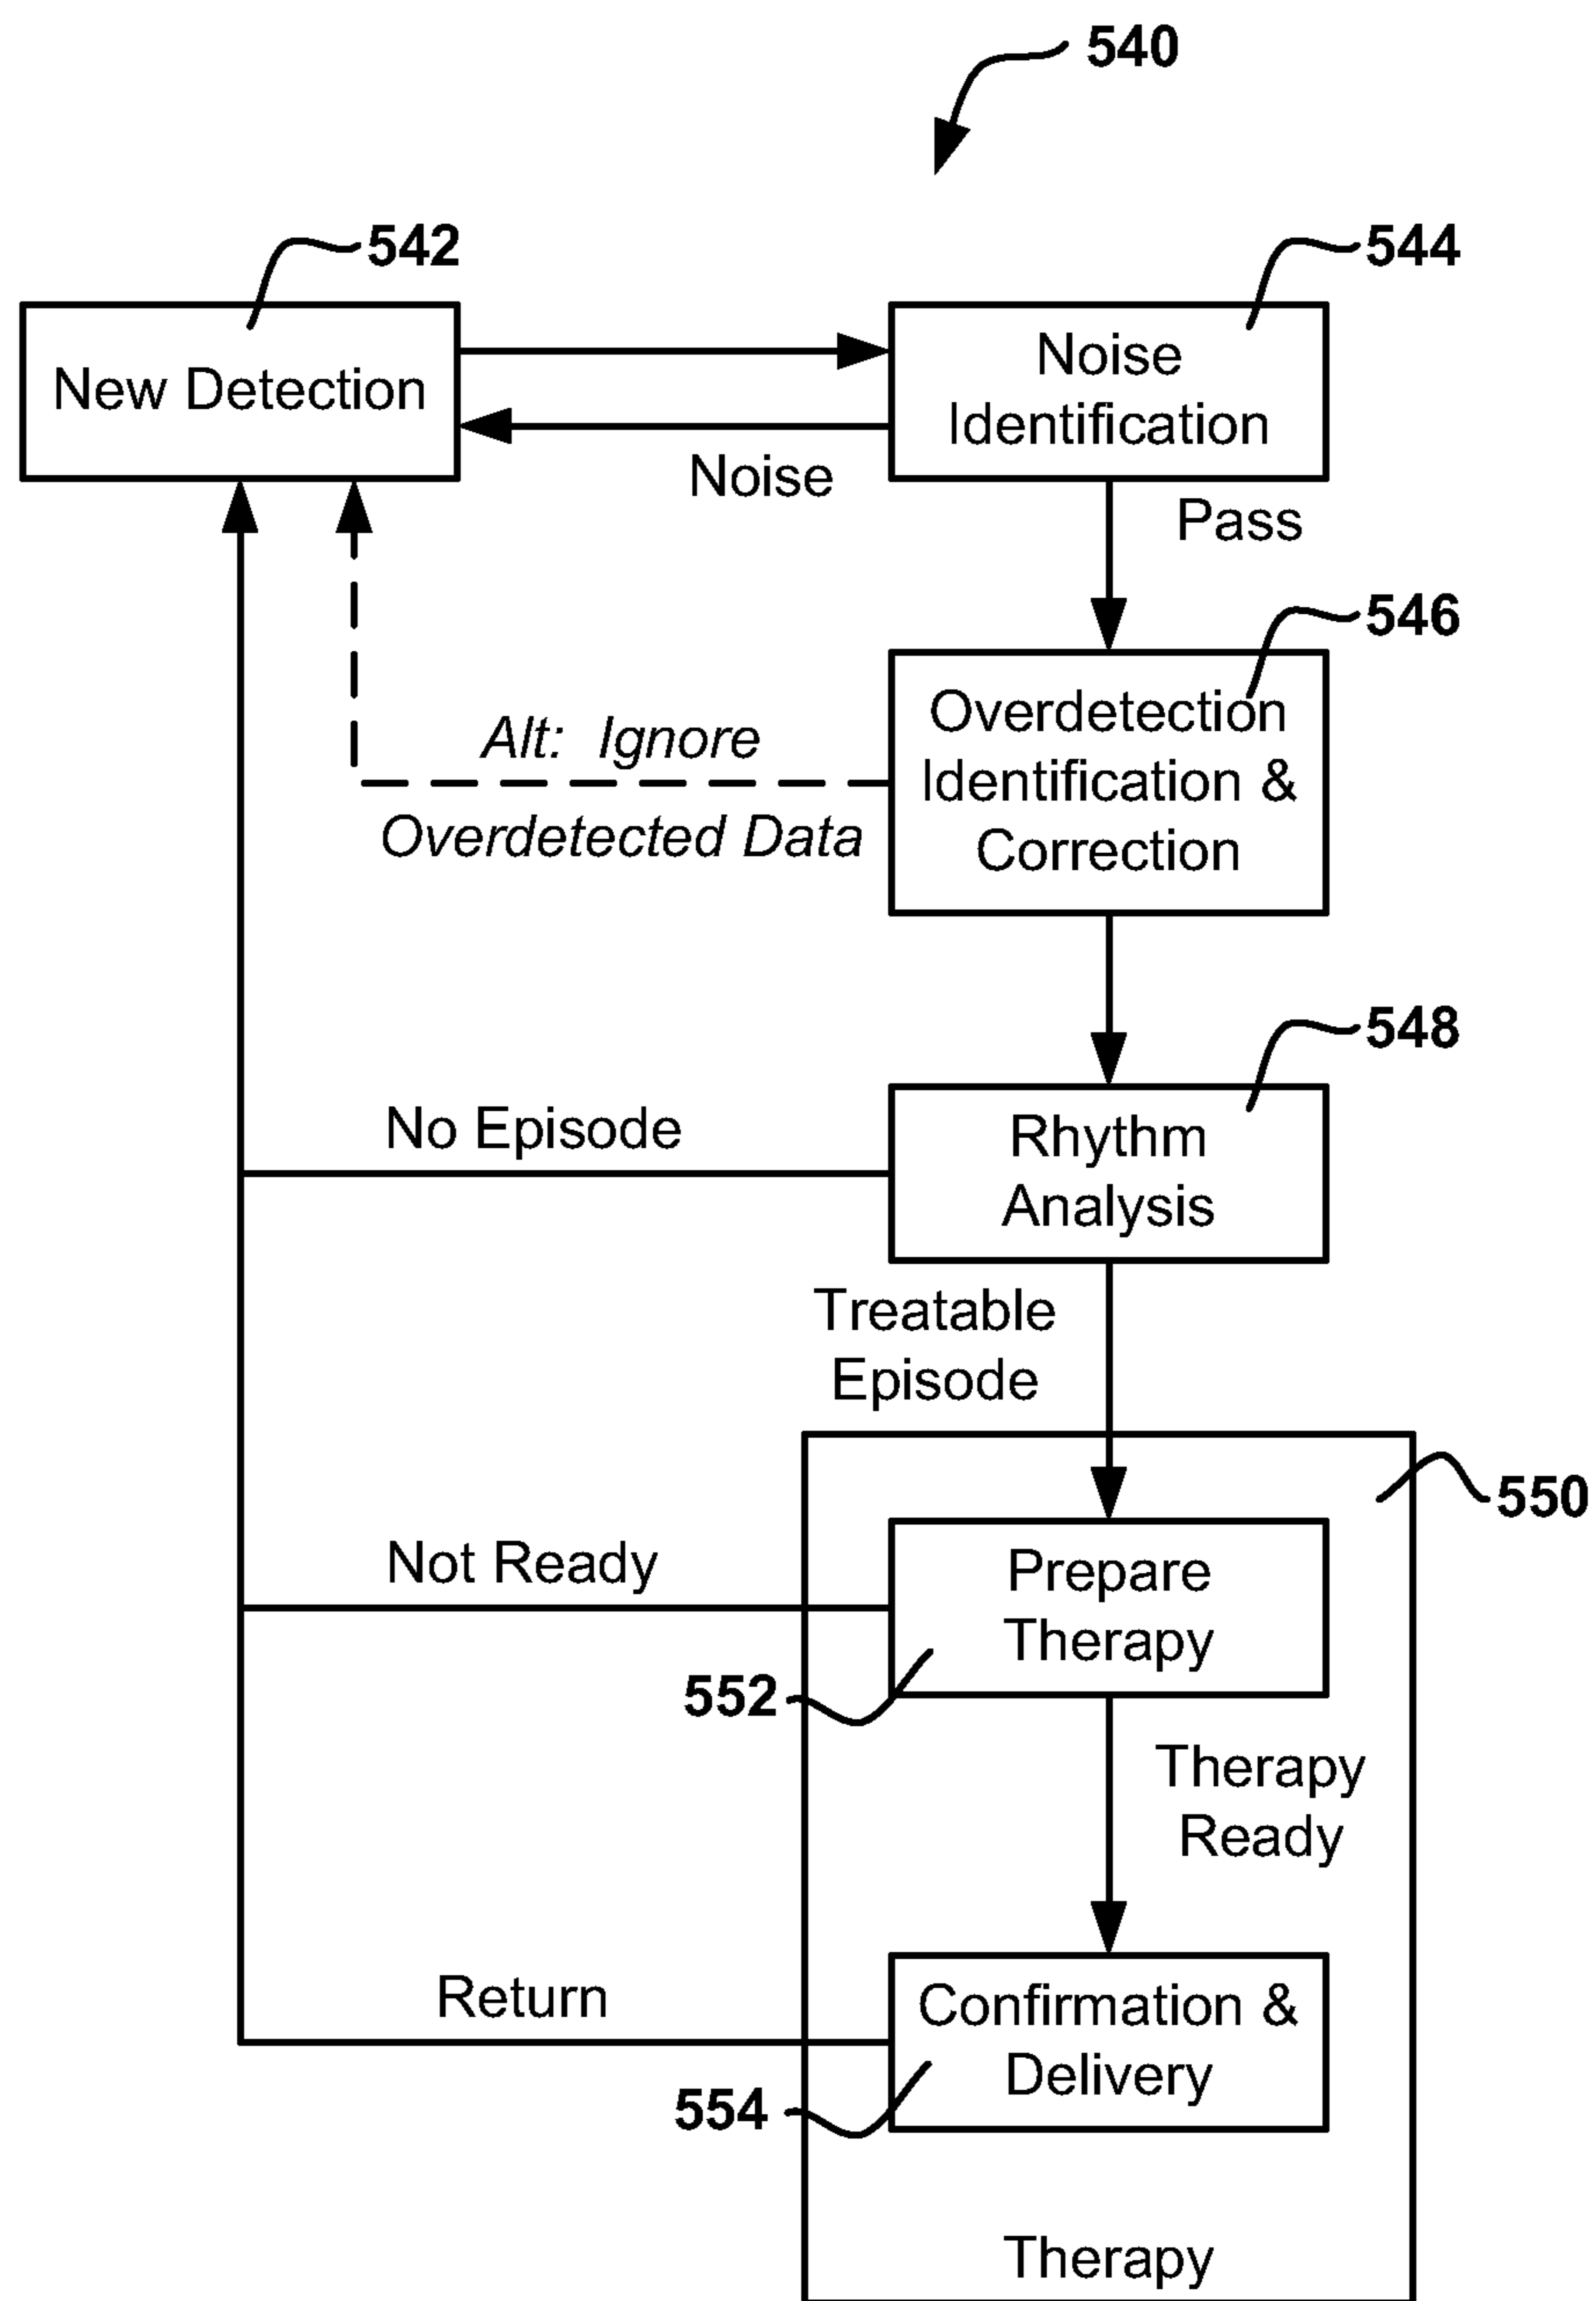 540
542
544
New Detection
Noise
Identification
Noise
Pass
546
Overdetection
Identification &
Correction
Alt: Ignore
Overdetected Data
548
No Episode
Rhythm
Analysis
Treatable
Episode
550
Not Ready
Prepare
Therapy
552
Therapy
Ready
Return
Confirmation &
Delivery
554
Therapy